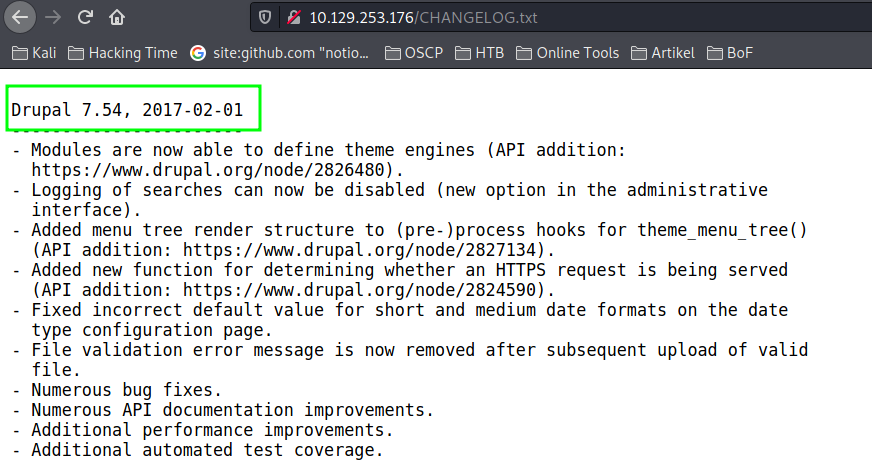 10.129.253.176/CHANGELOG.txt
Kali Hacking Time site:github.com "notio... OSCP HTB Online Tools Artikel BoF
Drupal 7.54, 2017-02-01
-----------------------
- Modules are now able to define theme engines (API addition:
  https://www.drupal.org/node/2826480).
- Logging of searches can now be disabled (new option in the administrative
  interface).
- Added menu tree render structure to (pre-)process hooks for theme_menu_tree()
  (API addition: https://www.drupal.org/node/2827134).
- Added new function for determining whether an HTTPS request is being served
  (API addition: https://www.drupal.org/node/2824590).
- Fixed incorrect default value for short and medium date formats on the date
  type configuration page.
- File validation error message is now removed after subsequent upload of valid
  file.
- Numerous bug fixes.
- Numerous API documentation improvements.
- Additional performance improvements.
- Additional automated test coverage.